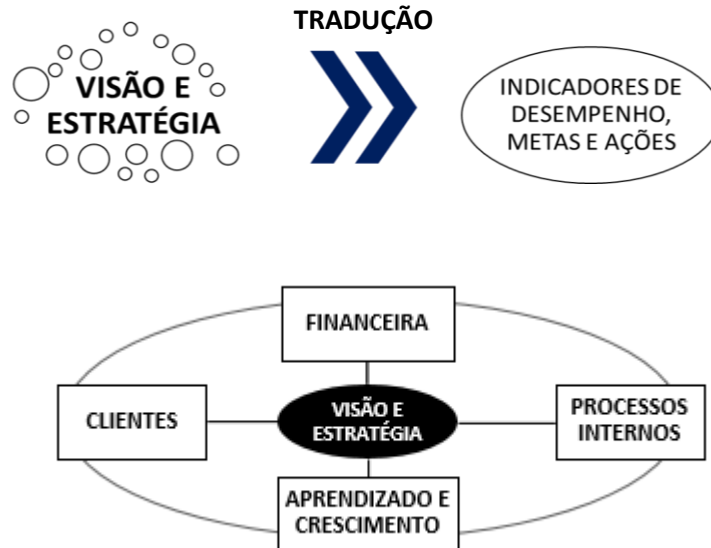 TRADUÇÃO
VISÃO E
ESTRATÉGIA
INDICADORES DE
DESEMPENHO,
METAS E AÇÕES
FINANCEIRA
CLIENTES
VISÃO E
ESTRATÉGIA
PROCESSOS
INTERNOS
APRENDIZADO E
CRESCIMENTO